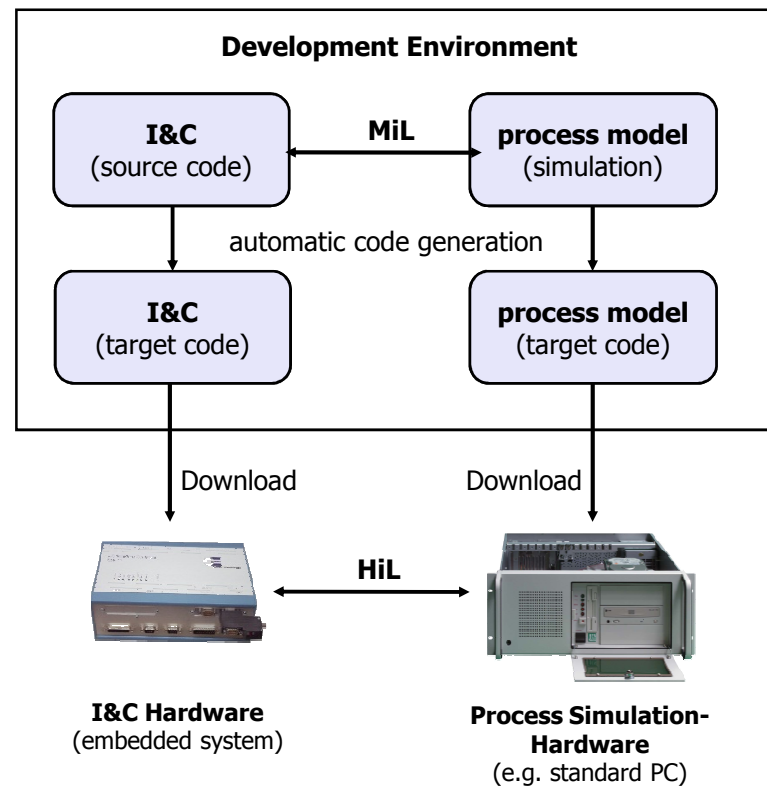 Development Environment
I&C
(source code)
MiL
process model
(simulation)
automatic code generation
I&C
(target code)
process model
(target code)
Download
Download
HiL
I&C Hardware
(embedded system)
Process Simulation-
Hardware
(e.g. standard PC)